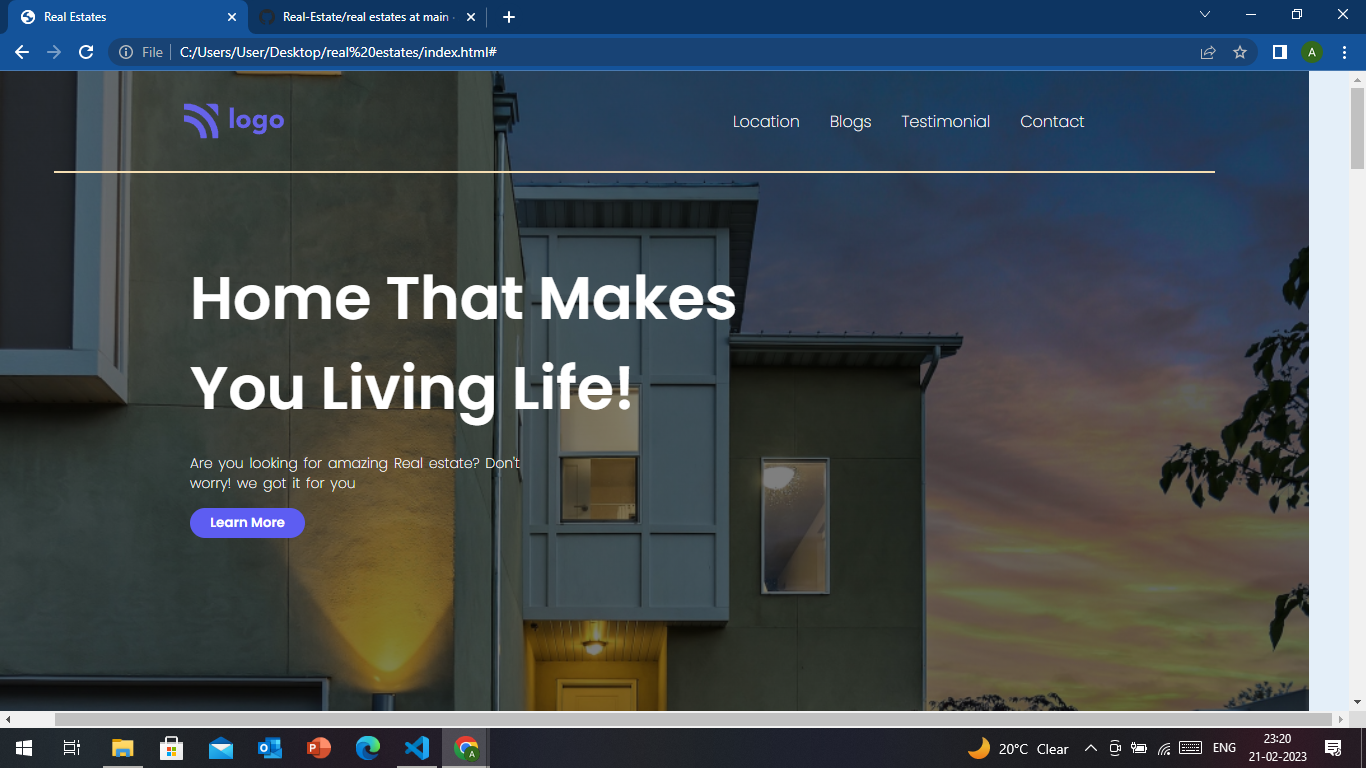 Real Estates
Real-Estate/real estates at main
File
C:/Users/User/Desktop/real%20estates/index.html#
A
logo
Location Blogs Testimonial Contact
Home That Makes
You Living Life!
Are you looking for amazing Real estate? Don't
worry! we got it for you
Learn More
20°C Clear
ENG
23:20
21-02-2023